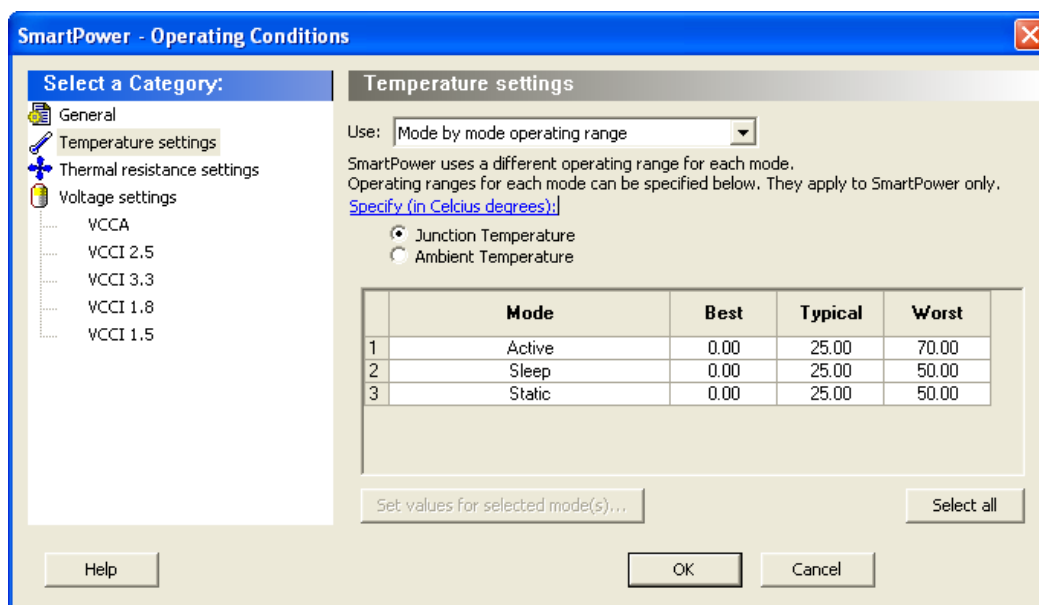 SmartPower - Operating Conditions
Select a Category:
General
Temperature settings
Thermal resistance settings
Voltage settings
VCCA
VCCI 2.5
VCCI 3.3
VCCI 1.8
VCCI 1.5
Temperature settings
Use: Mode by mode operating range
SmartPower uses a different operating range for each mode.
Operating ranges for each mode can be specified below. They apply to SmartPower only.
Specify (in Celcius degrees):
Junction Temperature
Ambient Temperature
Mode Best Typical Worst
1 Active 0.00 25.00 70.00
2 Sleep 0.00 25.00 50.00
3 Static 0.00 25.00 50.00
Set values for selected mode(s)... Select all
Help OK Cancel